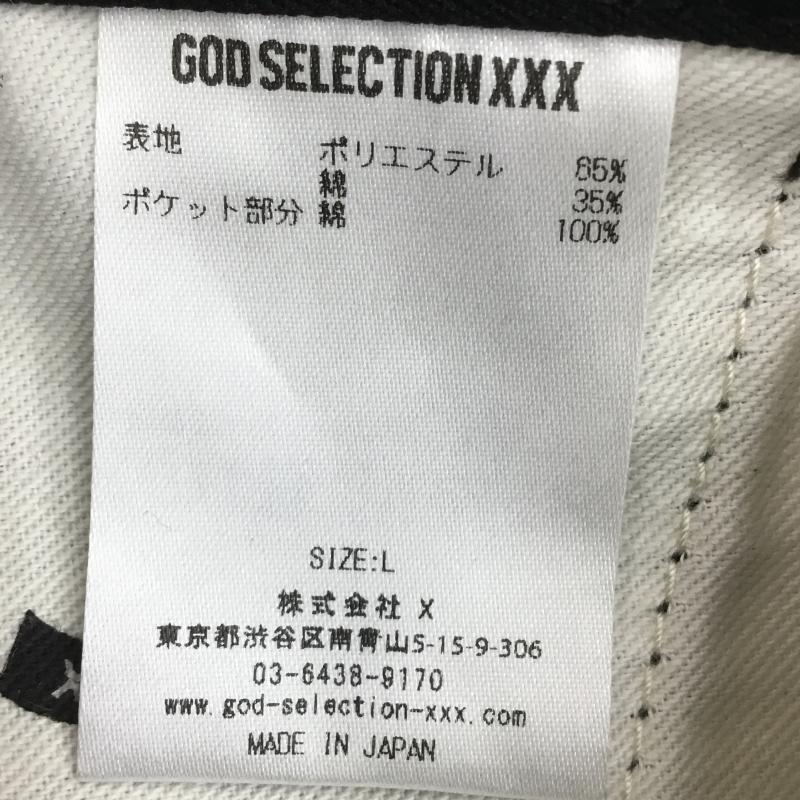 GOD SELECTION XXX
表地 ポリエステル 65%
綿 35%
ポケット部分 綿 100%
SIZE:L
株式会社 X
東京都渋谷区南青山5-15-9-306
03-6438-9170
www.god-selection-xxx.com
MADE IN JAPAN